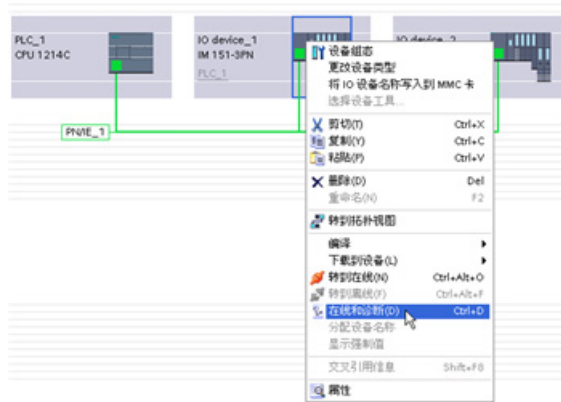 PLC_1
CPU 1214C
IO device_1
IM 151-3PN
PLC_1
IO device_2
PN/IE_1
设备组态
更改设备类型
将 IO 设备名称写入到 MMC 卡
选择设备工具...
剪切(T) Ctrl+X
复制(Y) Ctrl+C
粘贴(P) Ctrl+V
删除(D) Del
重命名(N) F2
转到拓扑视图
编译
下载到设备(L)
转到在线(N) Ctrl+Alt+O
转到离线(F) Ctrl+Alt+F
在线和诊断(D) Ctrl+D
分配设备名称
显示强制值
交叉引用信息 Shift+F8
属性